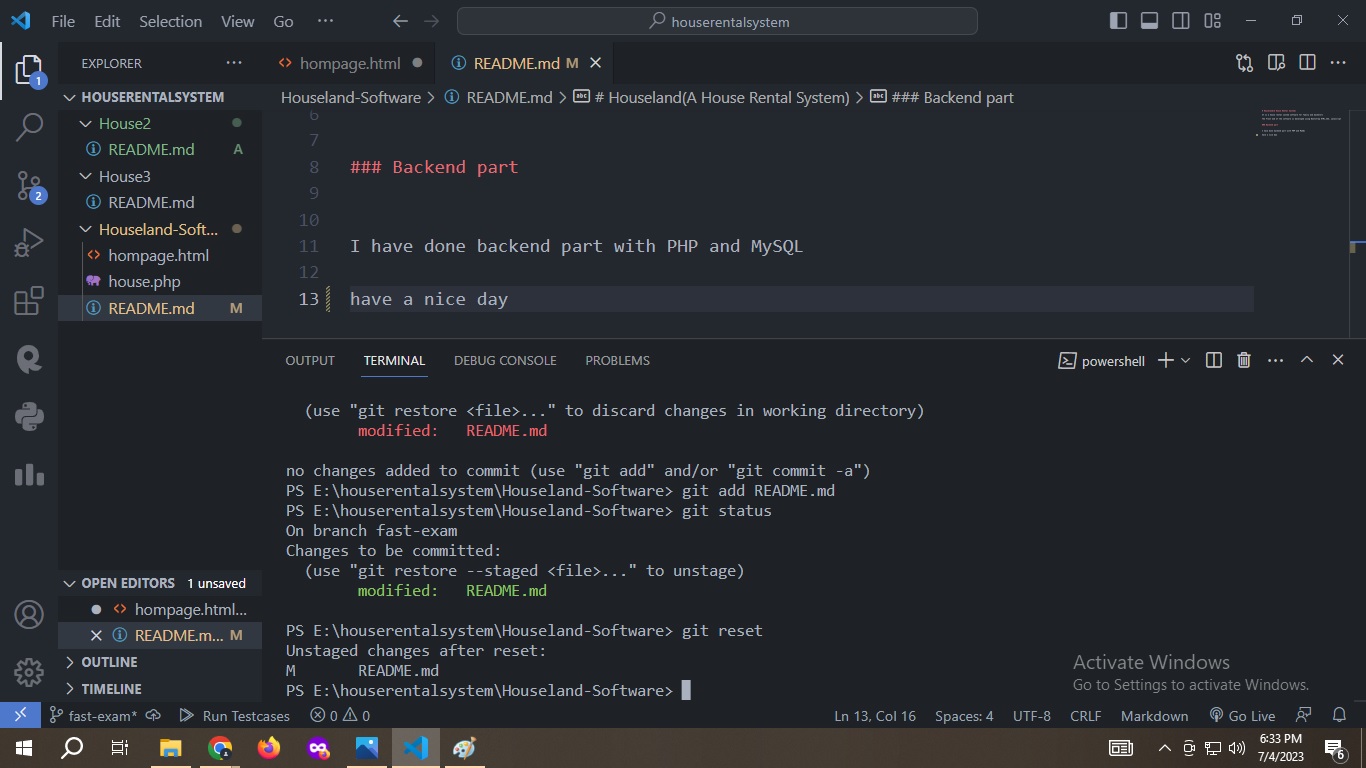 File Edit Selection View Go ··· houserentalsystem
EXPLORER ···
hompage.html
README.md M
HOUSERENTALSYSTEM
Houseland-Software > README.md > # Houseland(A House Rental System) > ### Backend part
House2
README.md A
House3
README.md
Houseland-Soft...
hompage.html
house.php
README.md M
1
2
6
7
8 ### Backend part
9
10
11 I have done backend part with PHP and MySQL
12
13 have a nice day
OUTPUT TERMINAL DEBUG CONSOLE PROBLEMS powershell
(use "git restore <file>..." to discard changes in working directory)
modified: README.md
no changes added to commit (use "git add" and/or "git commit -a")
PS E:\houserentalsystem\Houseland-Software> git add README.md
PS E:\houserentalsystem\Houseland-Software> git status
On branch fast-exam
Changes to be committed:
(use "git restore --staged <file>..." to unstage)
modified: README.md
PS E:\houserentalsystem\Houseland-Software> git reset
Unstaged changes after reset:
M README.md
PS E:\houserentalsystem\Houseland-Software>
OPEN EDITORS 1 unsaved
hompage.html...
README.m... M
OUTLINE
TIMELINE
Activate Windows
Go to Settings to activate Windows.
fast-exam* Run Testcases 0 0 Ln 13, Col 16 Spaces: 4 UTF-8 CRLF Markdown Go Live
6:33 PM
7/4/2023
6